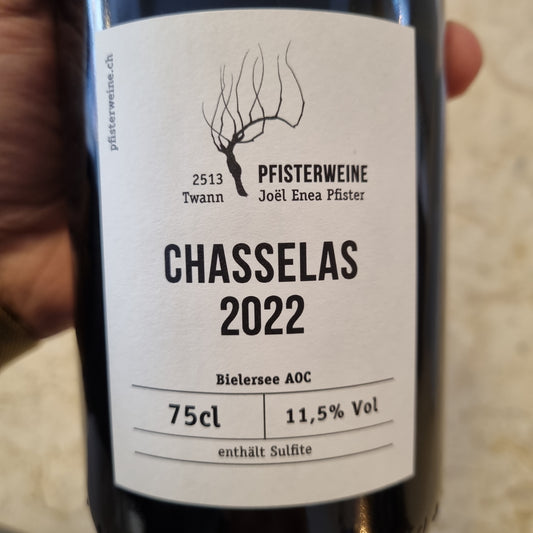 pfisterweine.ch
2513 PFISTERWEINE
Twann Joël Enea Pfister
CHASSELAS
2022
Bielersee AOC
75cl 11,5% Vol
enthält Sulfite